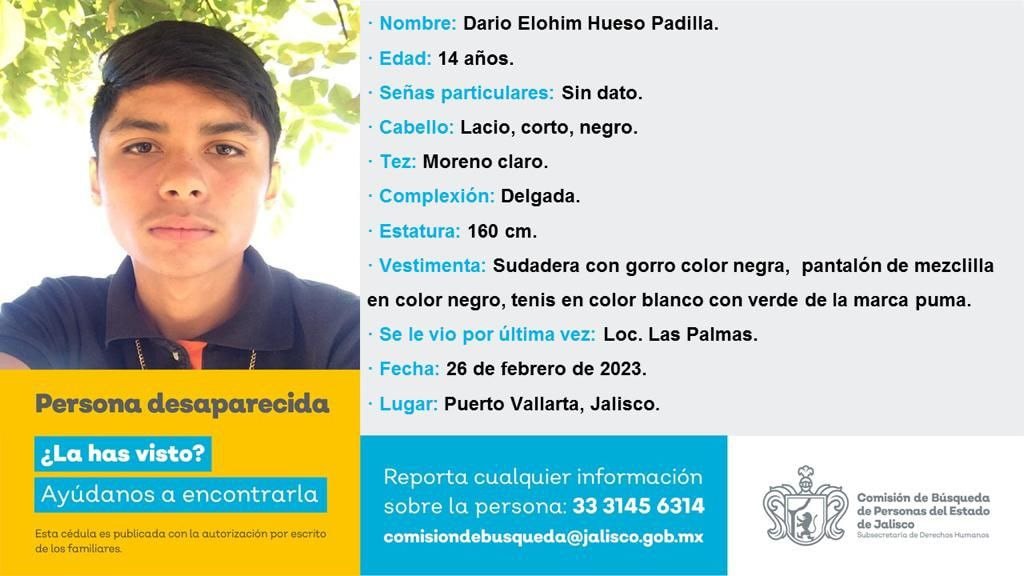 · Nombre: Dario Elohim Hueso Padilla.
· Edad: 14 años.
· Señas particulares: Sin dato.
· Cabello: Lacio, corto, negro.
· Tez: Moreno claro.
· Complexión: Delgada.
· Estatura: 160 cm.
· Vestimenta: Sudadera con gorro color negra, pantalón de mezclilla
en color negro, tenis en color blanco con verde de la marca puma.
· Se le vio por última vez: Loc. Las Palmas.
· Fecha: 26 de febrero de 2023.
· Lugar: Puerto Vallarta, Jalisco.
Persona desaparecida
¿La has visto?
Ayúdanos a encontrarla
Esta cédula es publicada con la autorización por escrito
de los familiares.
Reporta cualquier información
sobre la persona: 33 3145 6314
comisiondebusqueda@jalisco.gob.mx
Comisión de Búsqueda
de Personas del Estado
de Jalisco
Subsecretaría de Derechos Humanos